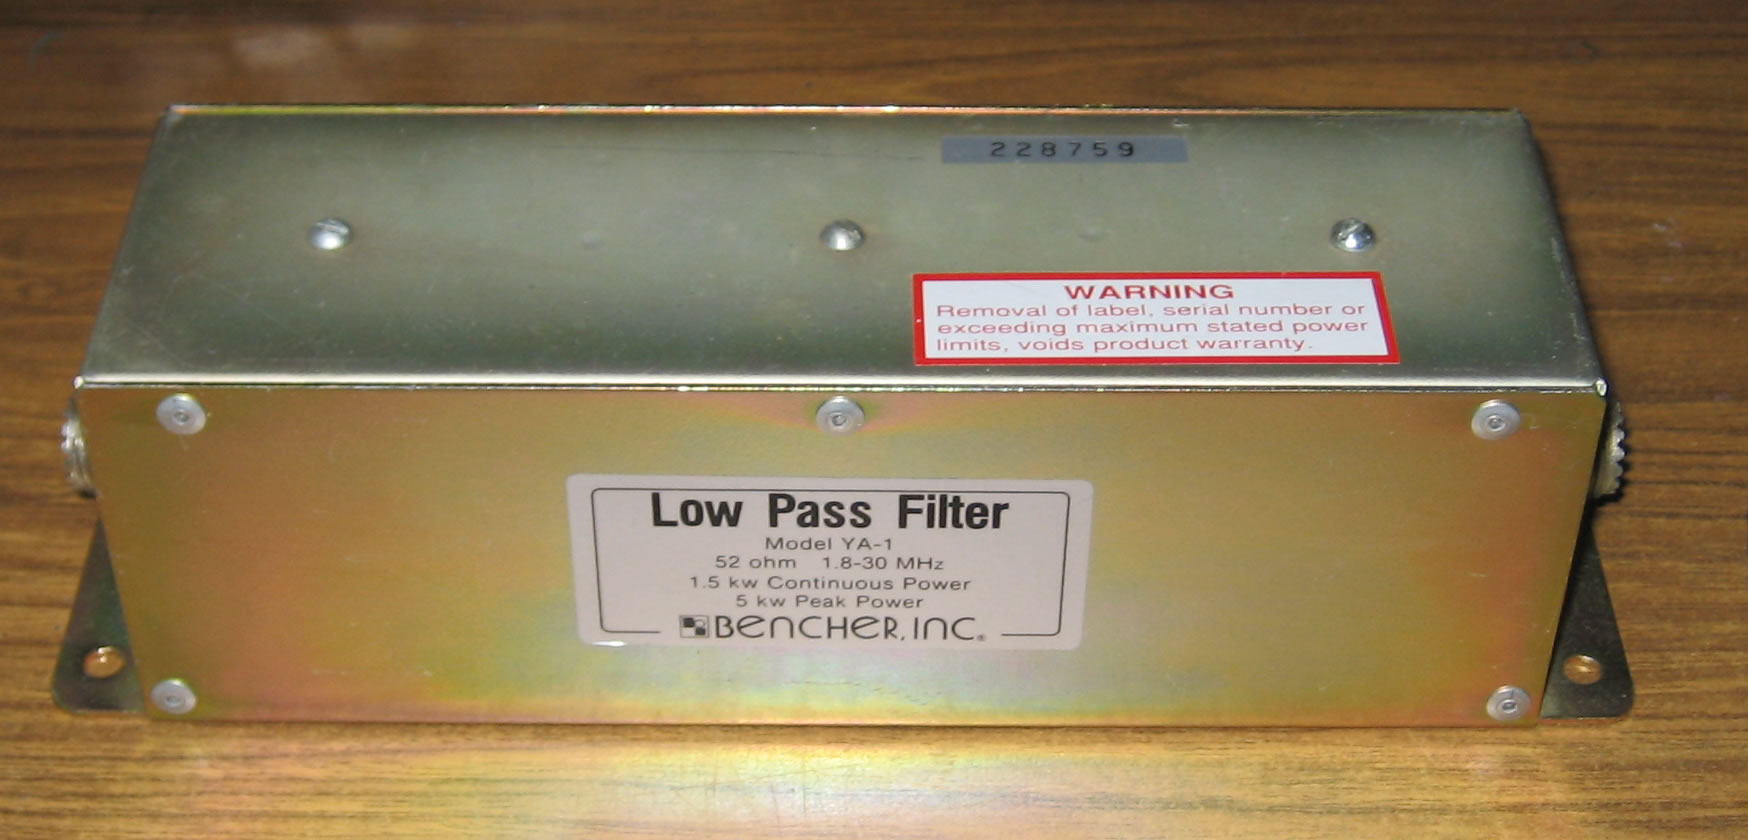 228759
WARNING
Removal of label, serial number or
exceeding maximum stated power
limits, voids product warranty.
Low Pass Filter
Model YA-1
52 ohm 1.8-30 MHz
1.5 kw Continuous Power
5 kw Peak Power
BENCHER, INC.®